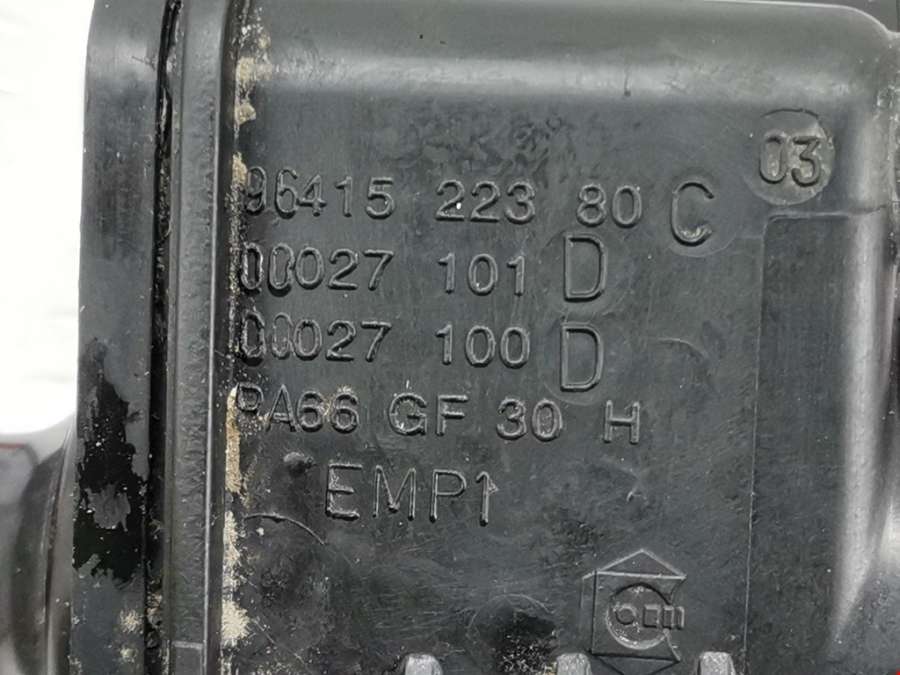 03
96415 223 80 C
00027 101 D
00027 100 D
PA66 GF 30 H
EMP1